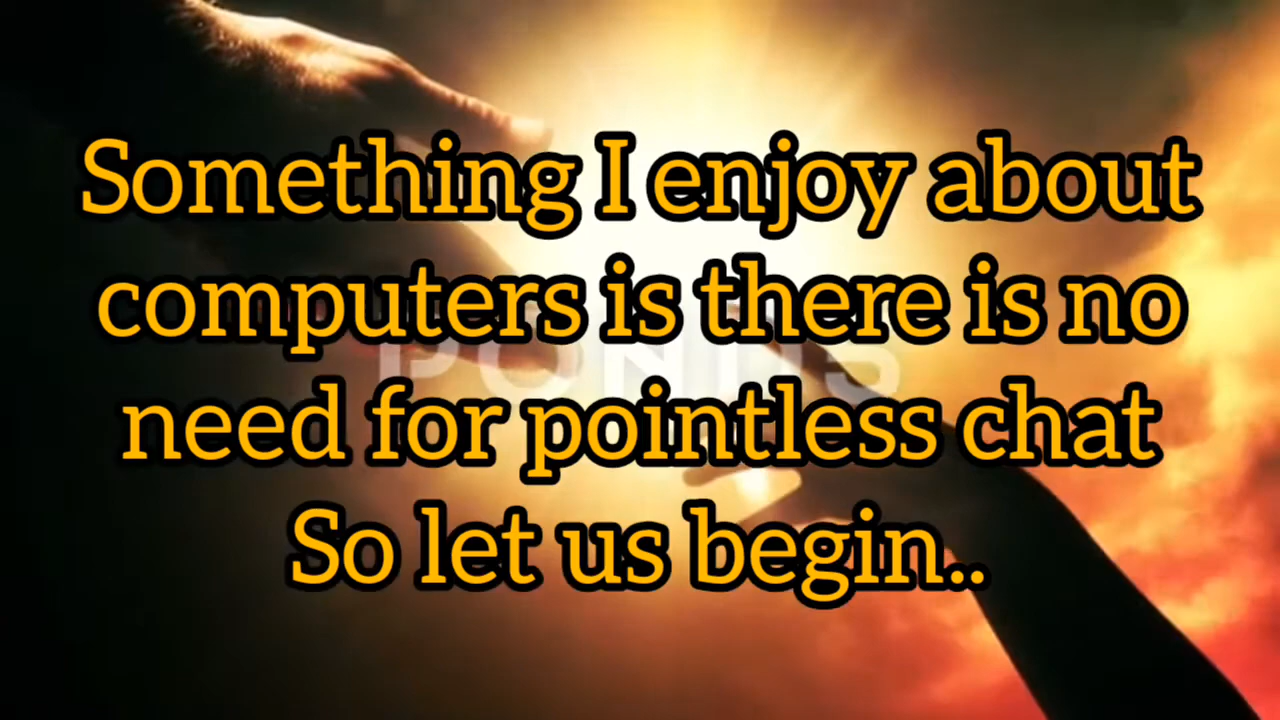 Something I enjoy about
computers is there is no
need for pointless chat
So let us begin..